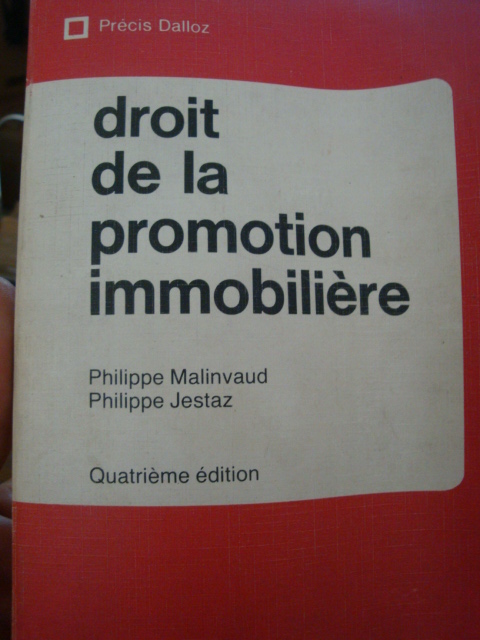 Précis Dalloz
droit
de la
promotion
immobilière
Philippe Malinvaud
Philippe Jestaz
Quatrième édition